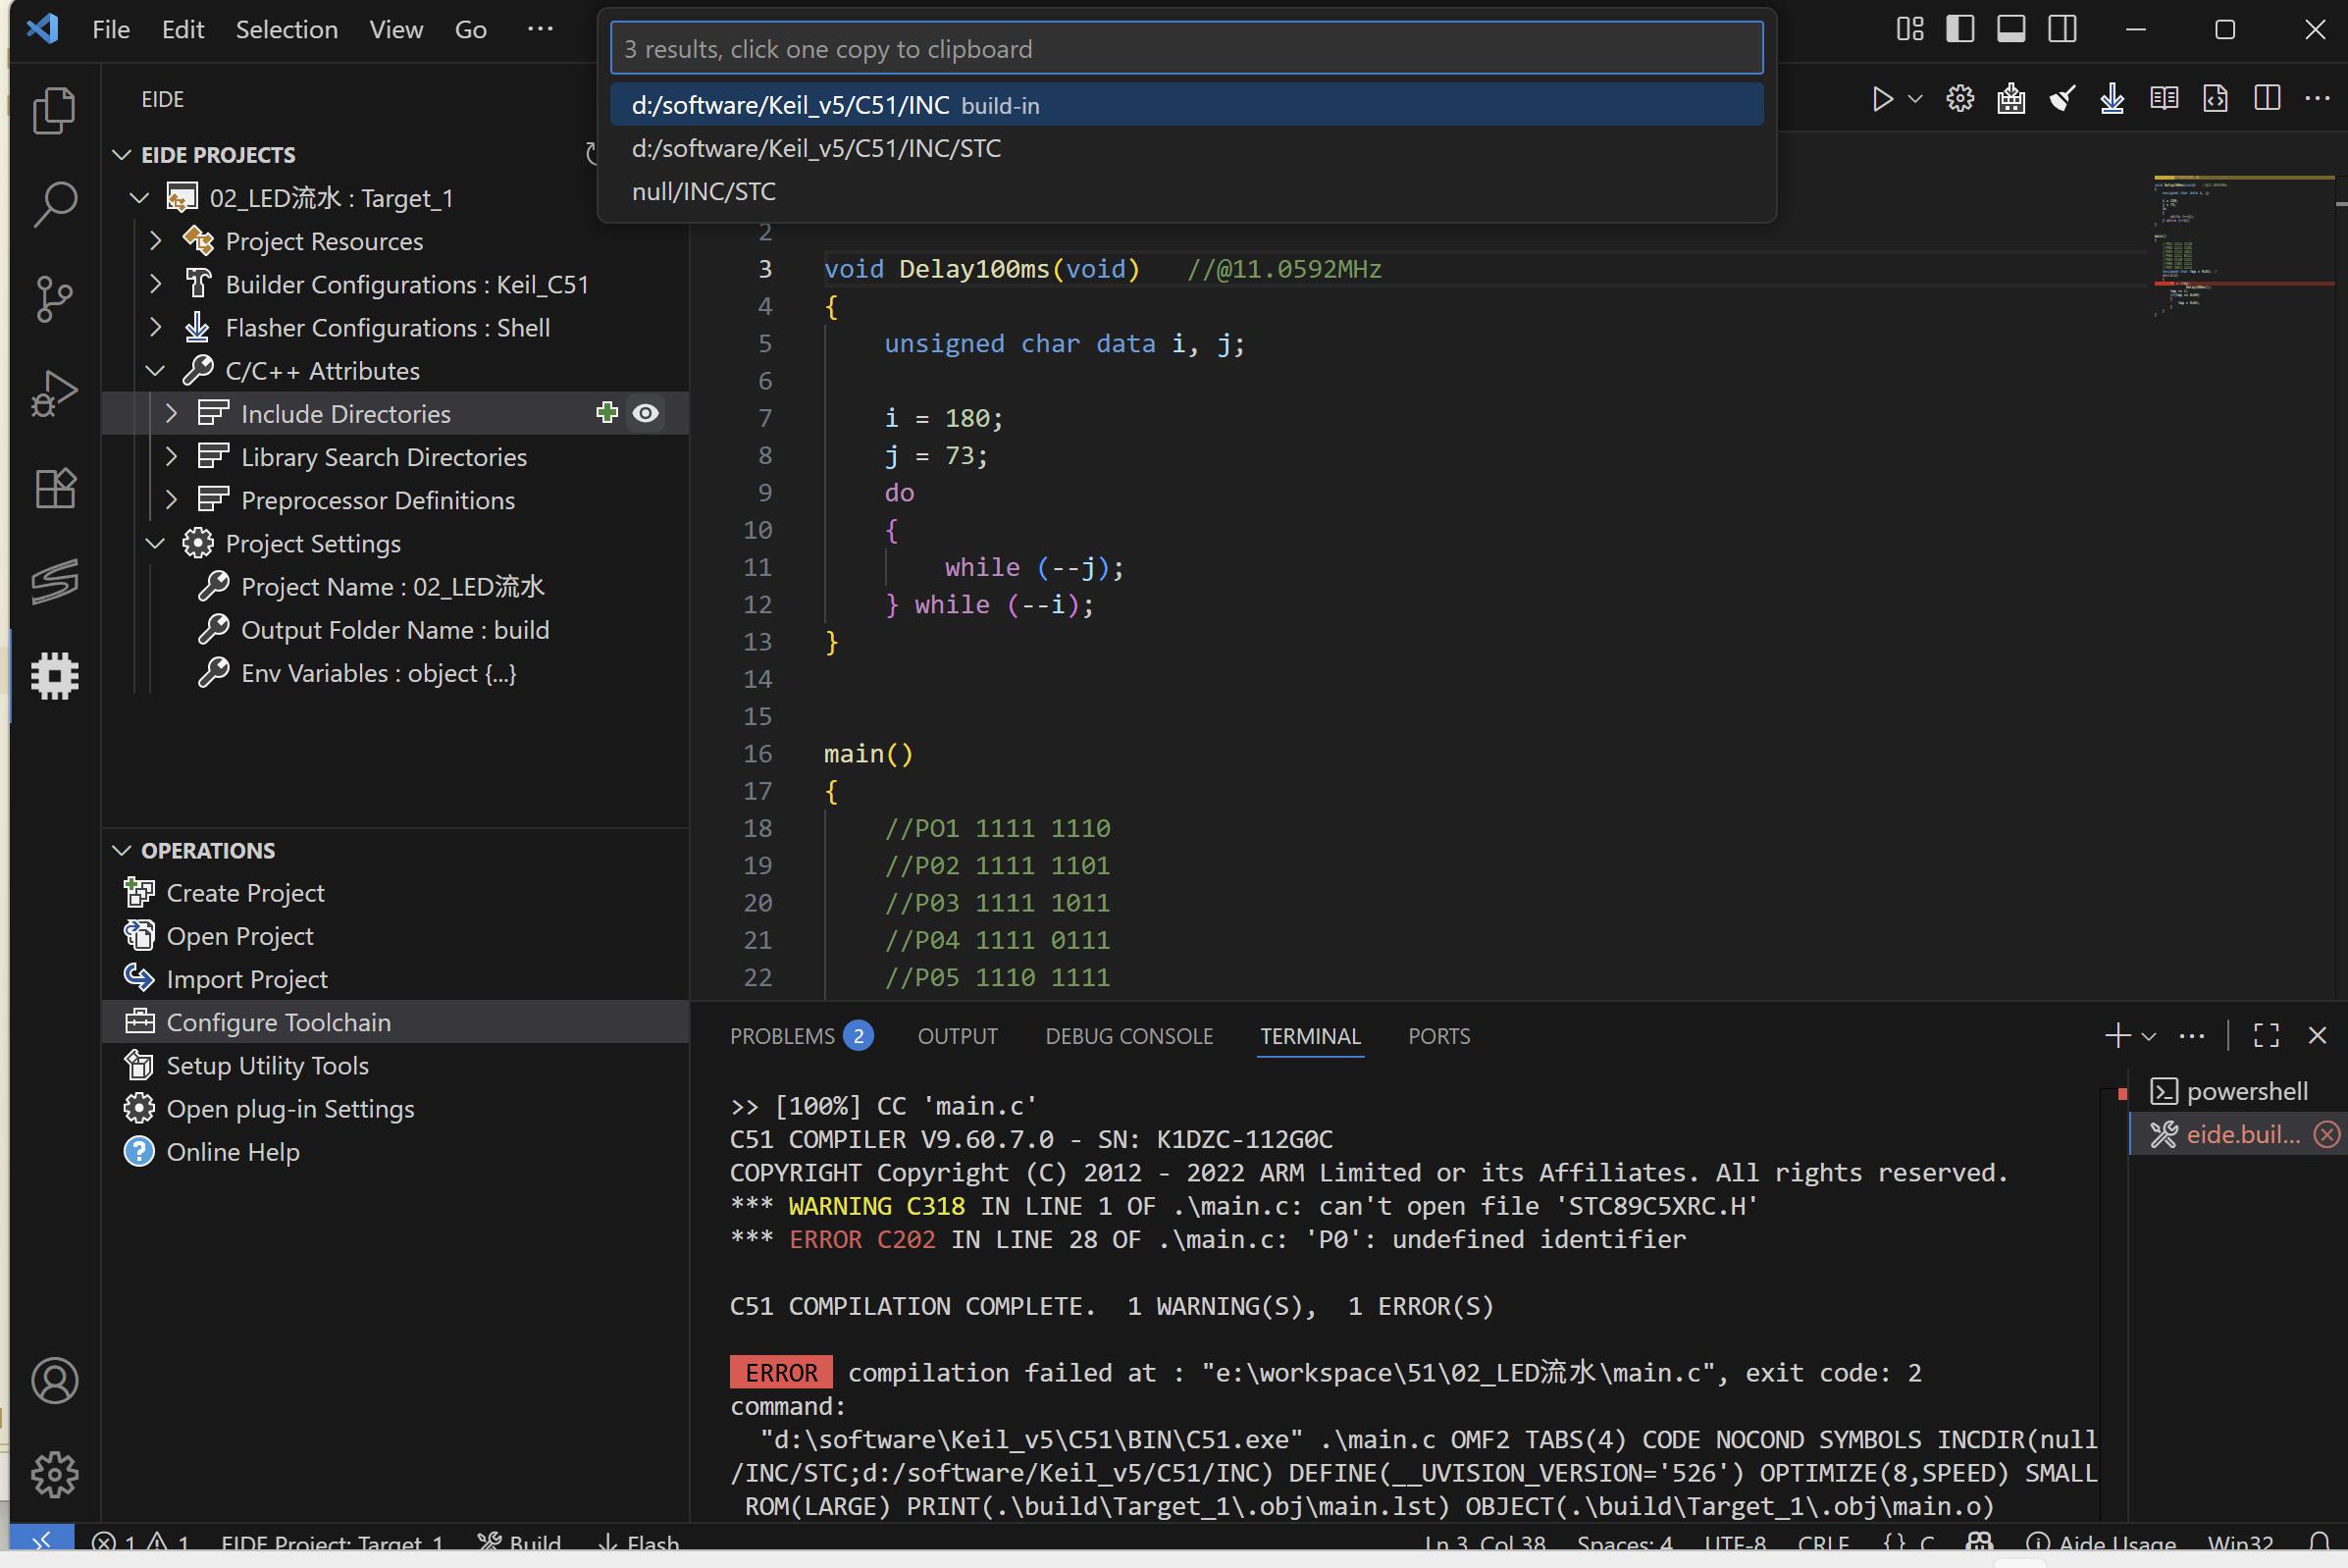 File Edit Selection View Go ···
3 results, click one copy to clipboard
d:/software/Keil_v5/C51/INC build-in
d:/software/Keil_v5/C51/INC/STC
null/INC/STC
EIDE
EIDE PROJECTS
02_LED流水 : Target_1
Project Resources
Builder Configurations : Keil_C51
Flasher Configurations : Shell
C/C++ Attributes
Include Directories
Library Search Directories
Preprocessor Definitions
Project Settings
Project Name : 02_LED流水
Output Folder Name : build
Env Variables : object {...}
OPERATIONS
Create Project
Open Project
Import Project
Configure Toolchain
Setup Utility Tools
Open plug-in Settings
Online Help
2
3 void Delay100ms(void) //@11.0592MHz
4 {
5 unsigned char data i, j;
6
7 i = 180;
8 j = 73;
9 do
10 {
11 while (--j);
12 } while (--i);
13 }
14
15
16 main()
17 {
18 //PO1 1111 1110
19 //P02 1111 1101
20 //P03 1111 1011
21 //P04 1111 0111
22 //P05 1110 1111
PROBLEMS 2 OUTPUT DEBUG CONSOLE TERMINAL PORTS
>> [100%] CC 'main.c'
C51 COMPILER V9.60.7.0 - SN: K1DZC-112G0C
COPYRIGHT Copyright (C) 2012 - 2022 ARM Limited or its Affiliates. All rights reserved.
*** WARNING C318 IN LINE 1 OF .\main.c: can't open file 'STC89C5XRC.H'
*** ERROR C202 IN LINE 28 OF .\main.c: 'P0': undefined identifier
C51 COMPILATION COMPLETE. 1 WARNING(S), 1 ERROR(S)
ERROR compilation failed at : "e:\workspace\51\02_LED流水\main.c", exit code: 2
command:
"d:\software\Keil_v5\C51\BIN\C51.exe" .\main.c OMF2 TABS(4) CODE NOCOND SYMBOLS INCDIR(null
/INC/STC;d:/software/Keil_v5/C51/INC) DEFINE(__UVISION_VERSION='526') OPTIMIZE(8,SPEED) SMALL
ROM(LARGE) PRINT(.\build\Target_1\.obj\main.lst) OBJECT(.\build\Target_1\.obj\main.o)
powershell
eide.buil...
1 1 EIDE Project: Target_1 Build Flash Ln 3, Col 38 Spaces: 4 UTF-8 CRLF {} C Aide Usage Win32